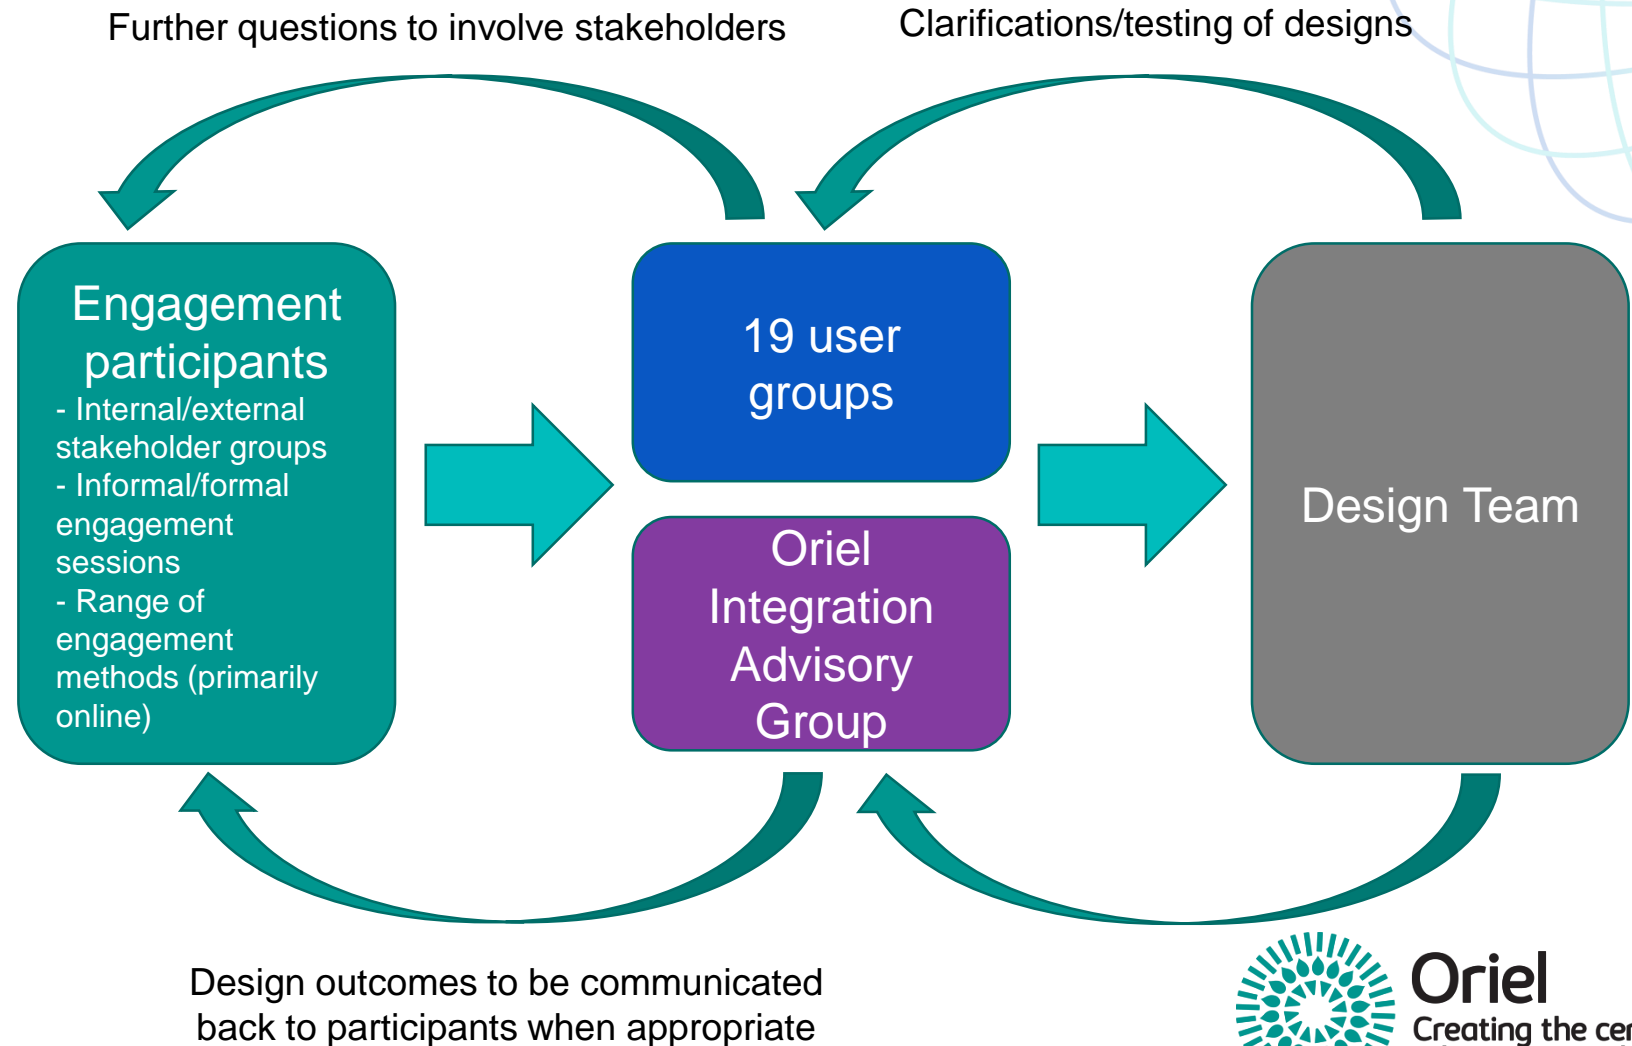 Further questions to involve stakeholders
Clarifications/testing of designs
Engagement
participants
- Internal/external
stakeholder groups
- Informal/formal
engagement
sessions
- Range of
engagement
methods (primarily
online)
19 user
groups
Oriel
Integration
Advisory
Group
Design Team
Design outcomes to be communicated
back to participants when appropriate
Oriel
Creating the